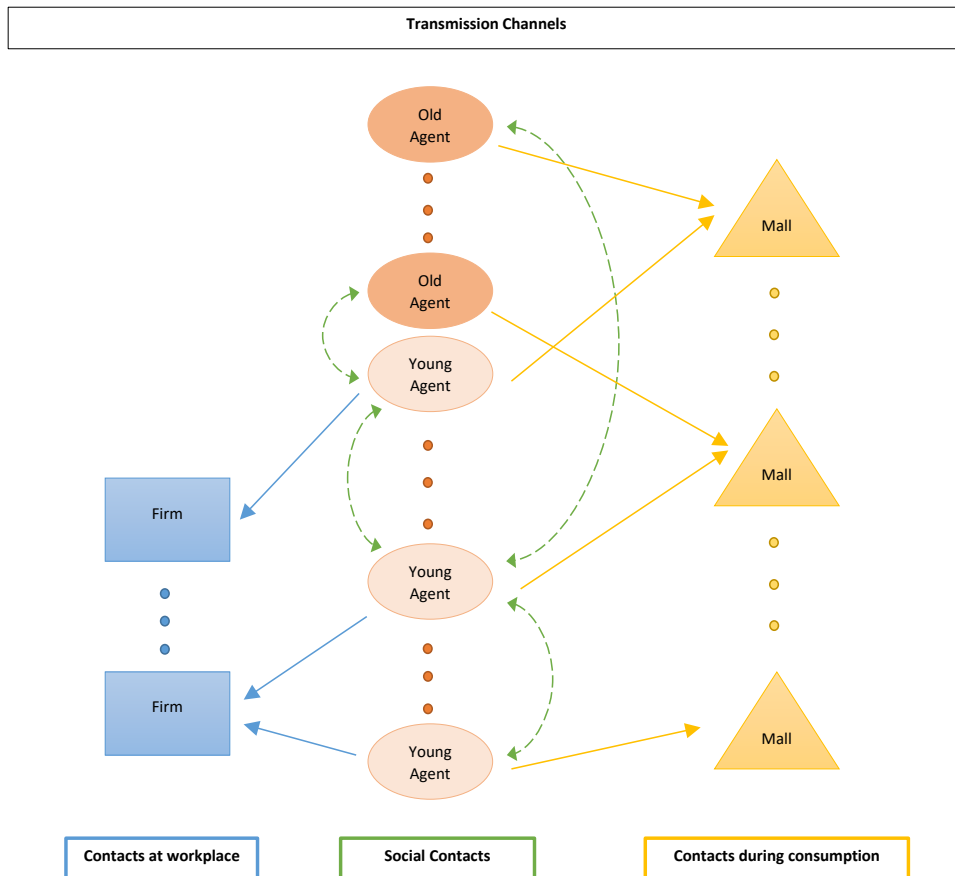 Transmission Channels
Old
Agent
Mall
Old
Agent
Young
Agent
Mall
Firm
Young
Agent
Firm
Mall
Young
Agent
Contacts at workplace
Social Contacts
Contacts during consumption